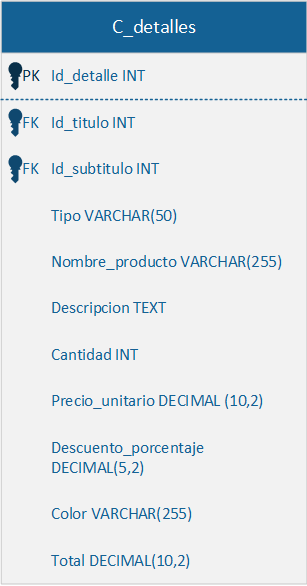 C_detalles
PK Id_detalle INT
FK Id_titulo INT
FK Id_subtitulo INT
Tipo VARCHAR(50)
Nombre_producto VARCHAR(255)
Descripcion TEXT
Cantidad INT
Precio_unitario DECIMAL (10,2)
Descuento_porcentaje
DECIMAL(5,2)
Color VARCHAR(255)
Total DECIMAL(10,2)